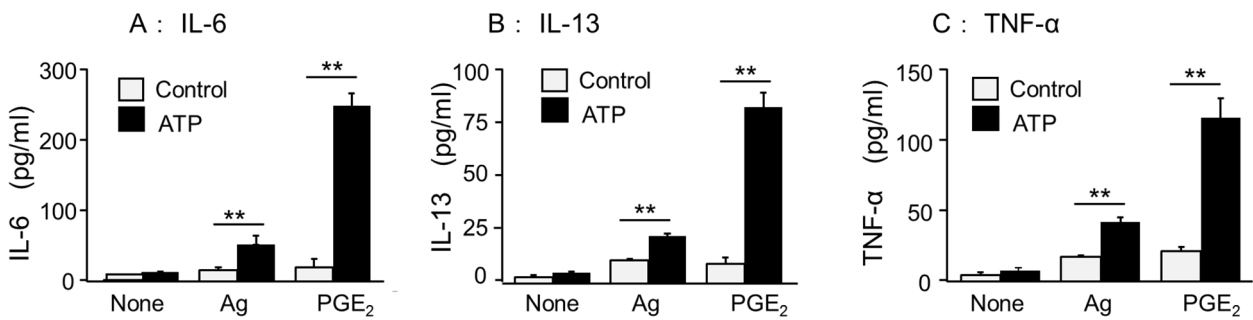 A : IL-6
300
200
100
0
IL-6 (pg/ml)
Control
ATP
**
**
None Ag PGE2
B : IL-13
100
75
50
25
0
IL-13 (pg/ml)
Control
ATP
**
**
None Ag PGE2
C : TNF-α
150
100
50
0
TNF-α (pg/ml)
Control
ATP
**
**
None Ag PGE2